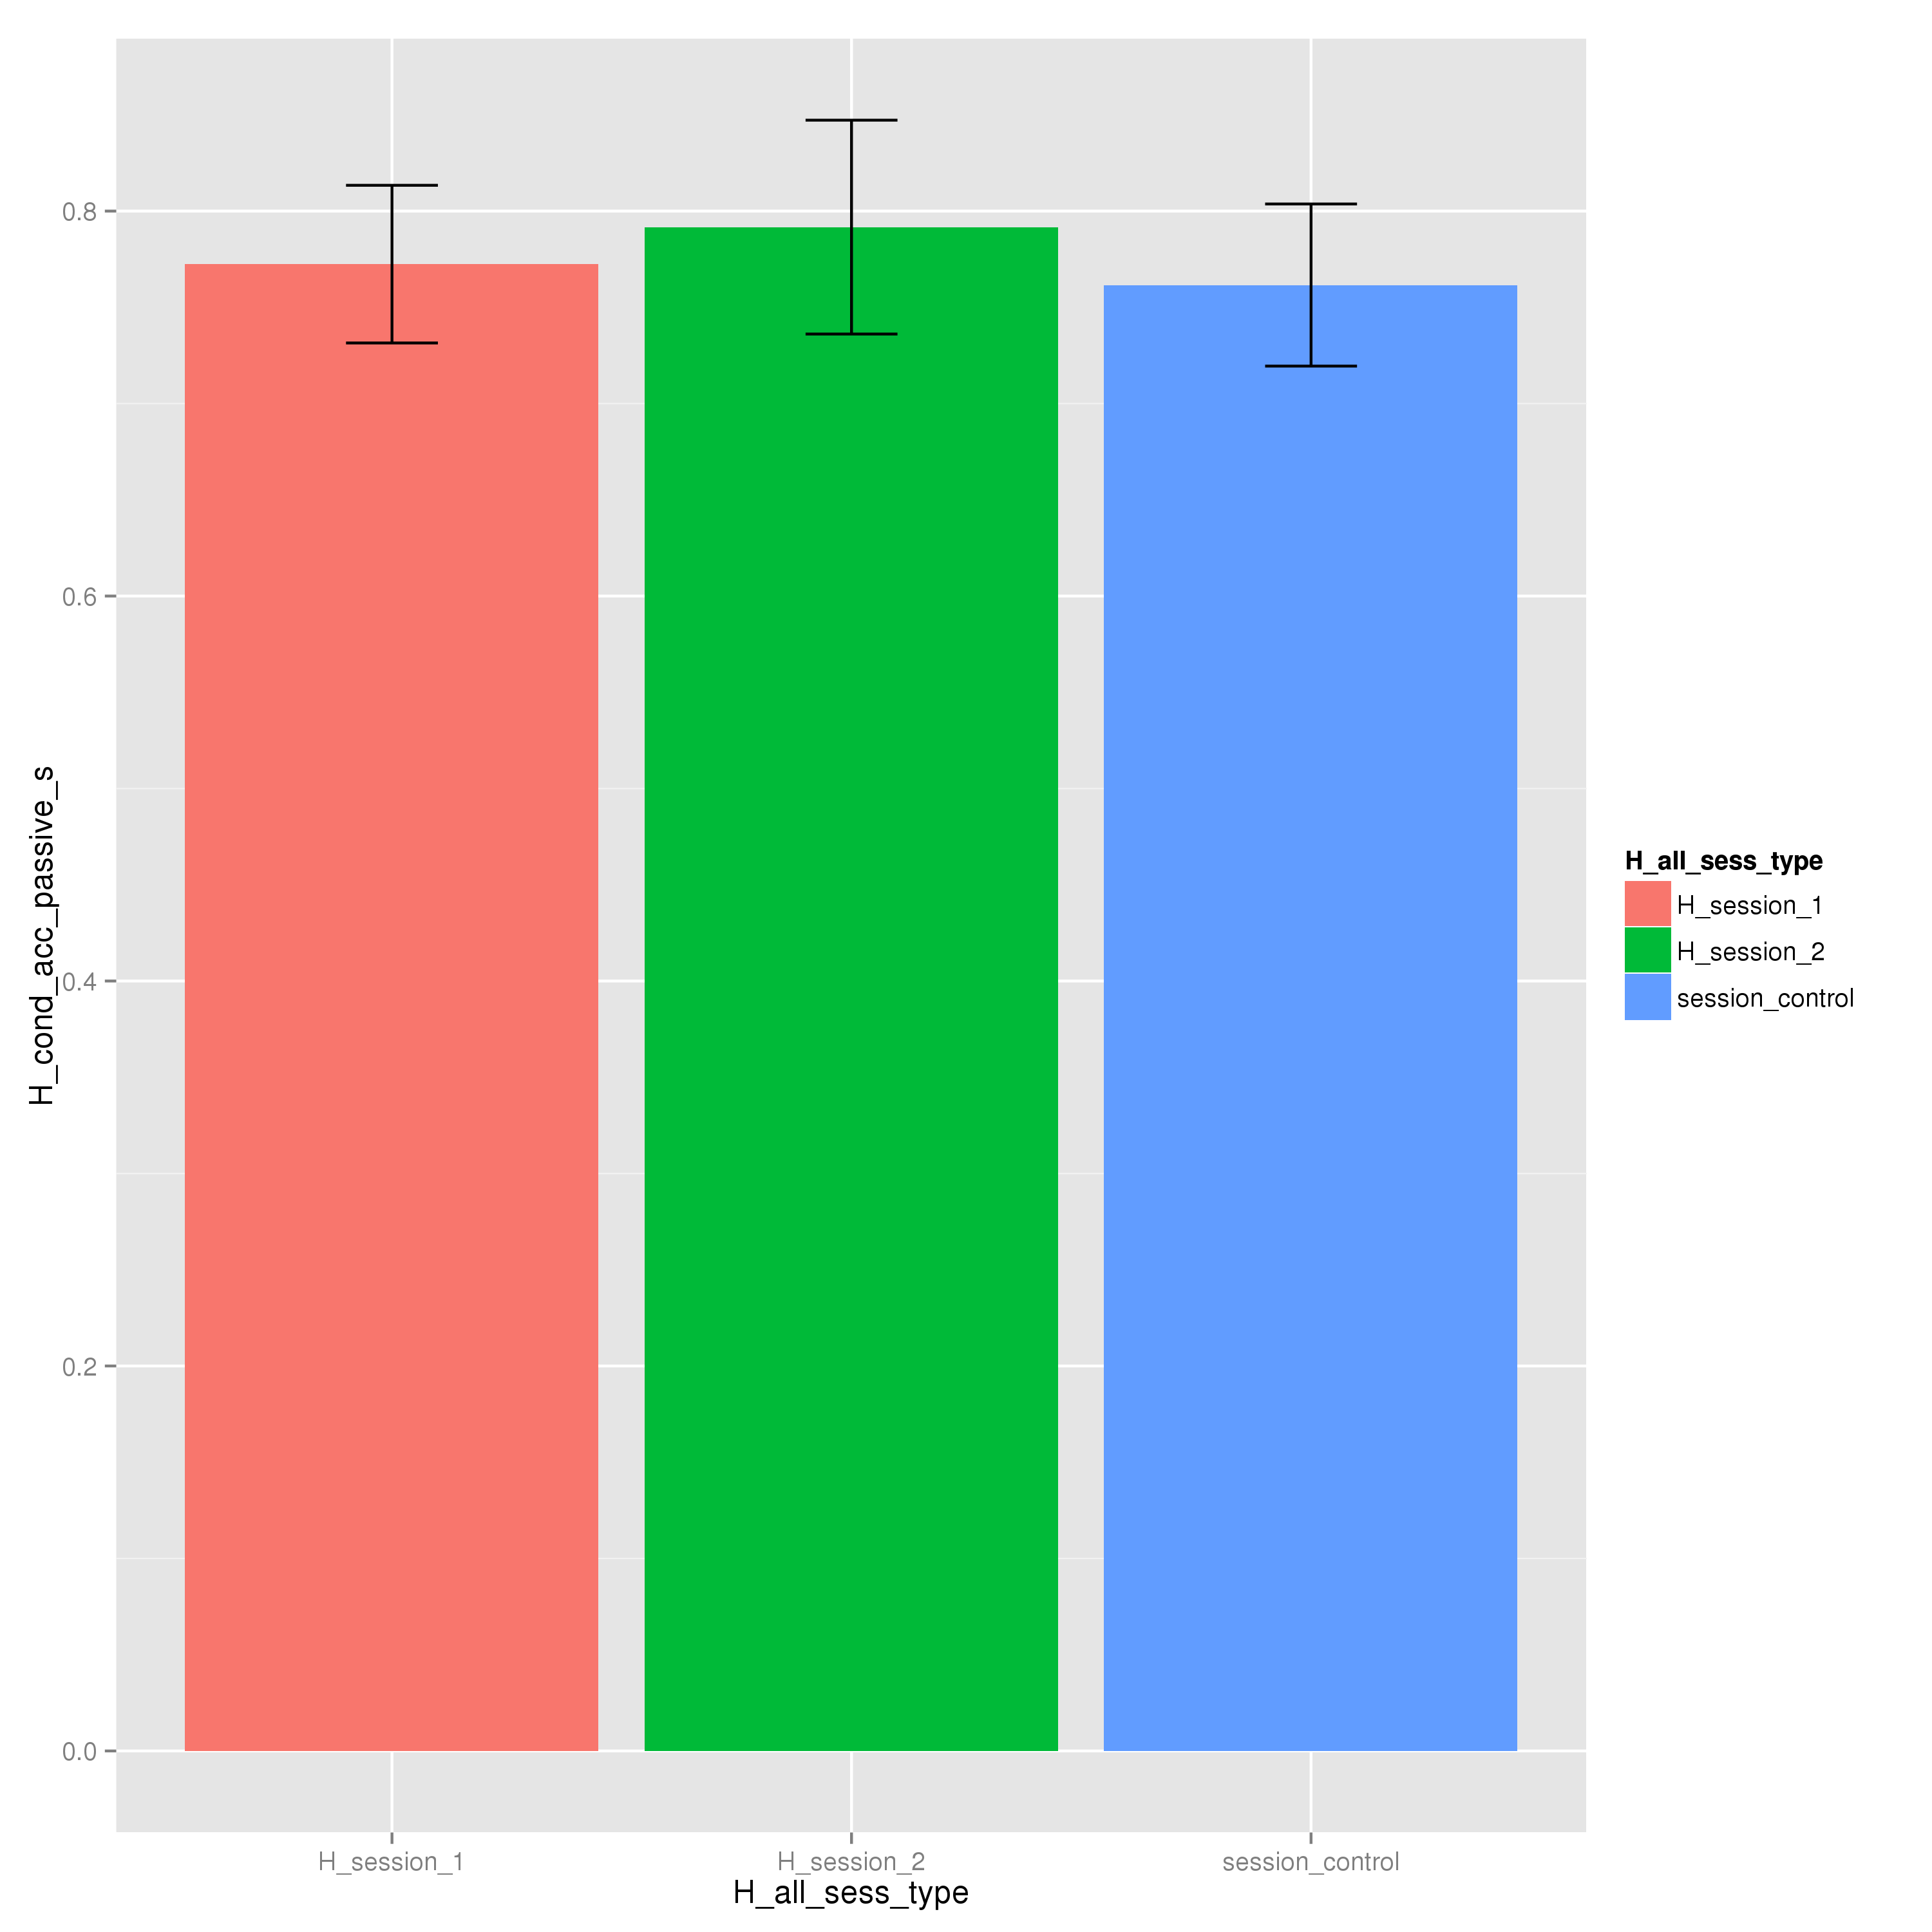 H_cond_acc_passive_s
0.8
0.6
0.4
0.2
0.0
H_session_1
H_session_2
session_control
H_all_sess_type
H_all_sess_type
H_session_1
H_session_2
session_control